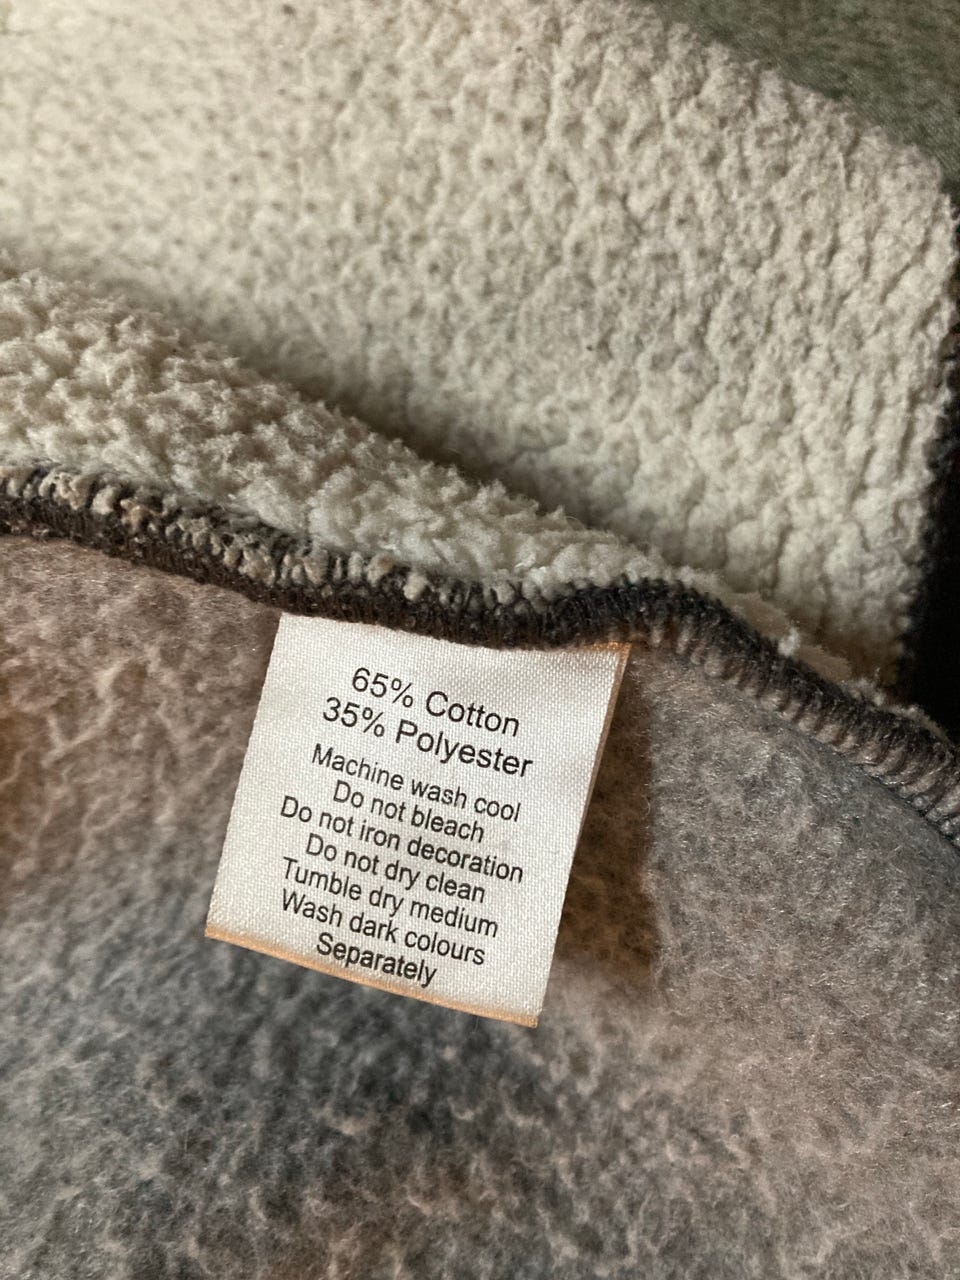 65% Cotton
35% Polyester
Machine wash cool
Do not bleach
Do not iron decoration
Do not dry clean
Tumble dry medium
Wash dark colours
Separately